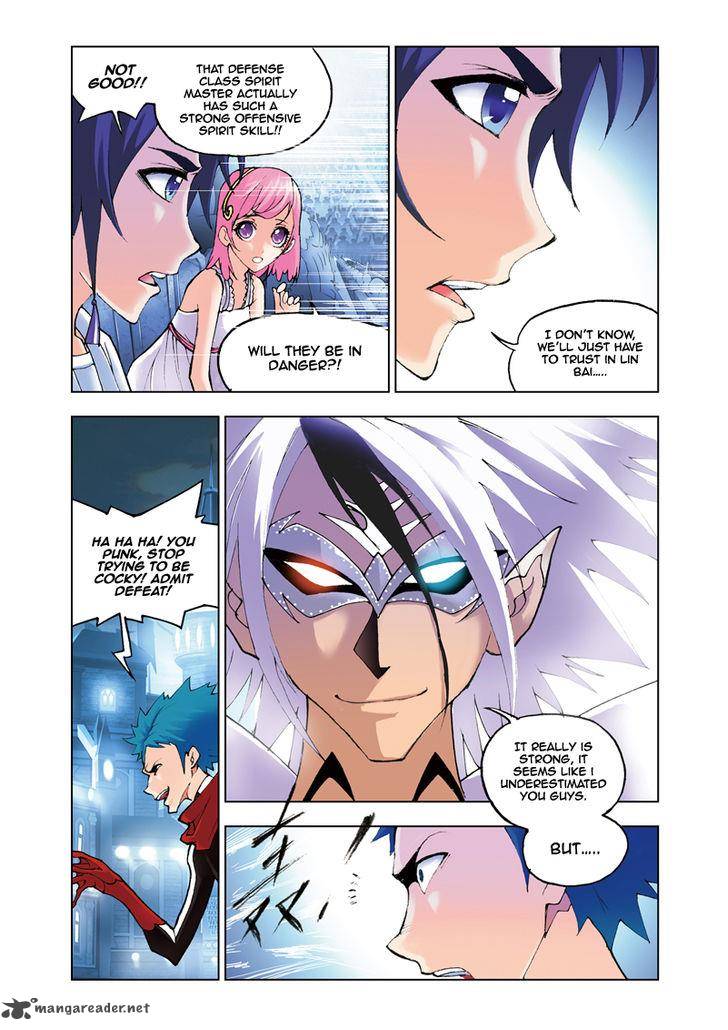 NOT
GOOD!!
THAT DEFENSE
CLASS SPIRIT
MASTER ACTUALLY
HAS SUCH A
STRONG OFFENSIVE
SPIRIT SKILL!!
WILL THEY BE IN
DANGER?!
I DON'T KNOW,
WE'LL JUST HAVE
TO TRUST IN LIN
BAI.....
HA HA HA! YOU
PUNK, STOP
TRYING TO BE
COCKY! ADMIT
DEFEAT!
IT REALLY IS
STRONG, IT
SEEMS LIKE I
UNDERESTIMATED
YOU GUYS.
BUT.....
mangareader.net